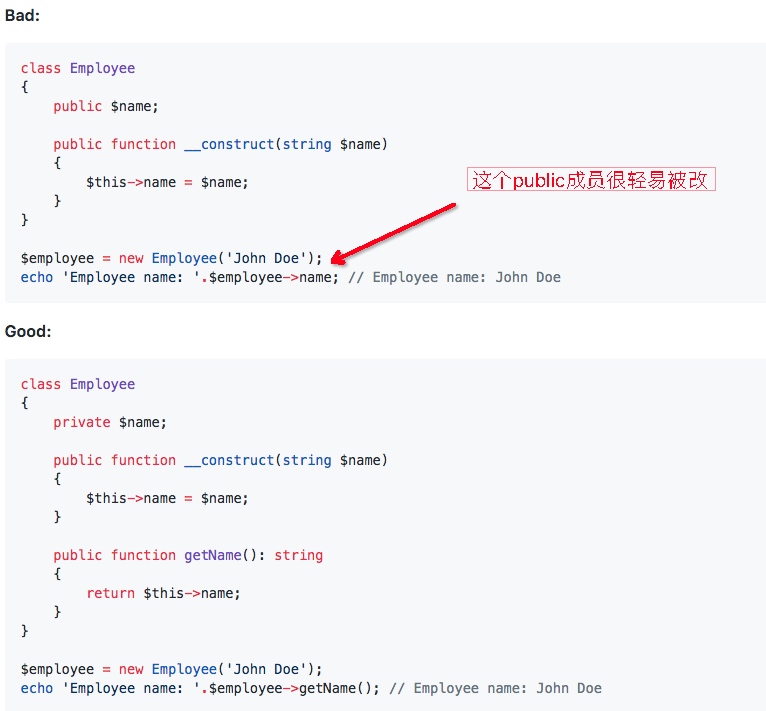 Bad:
class Employee
{
    public $name;

    public function __construct(string $name)
    {
        $this->name = $name;
    }
}
这个public成员很轻易被改

$employee = new Employee('John Doe');
echo 'Employee name: '.$employee->name; // Employee name: John Doe
Good:
class Employee
{
    private $name;

    public function __construct(string $name)
    {
        $this->name = $name;
    }

    public function getName(): string
    {
        return $this->name;
    }
}

$employee = new Employee('John Doe');
echo 'Employee name: '.$employee->getName(); // Employee name: John Doe